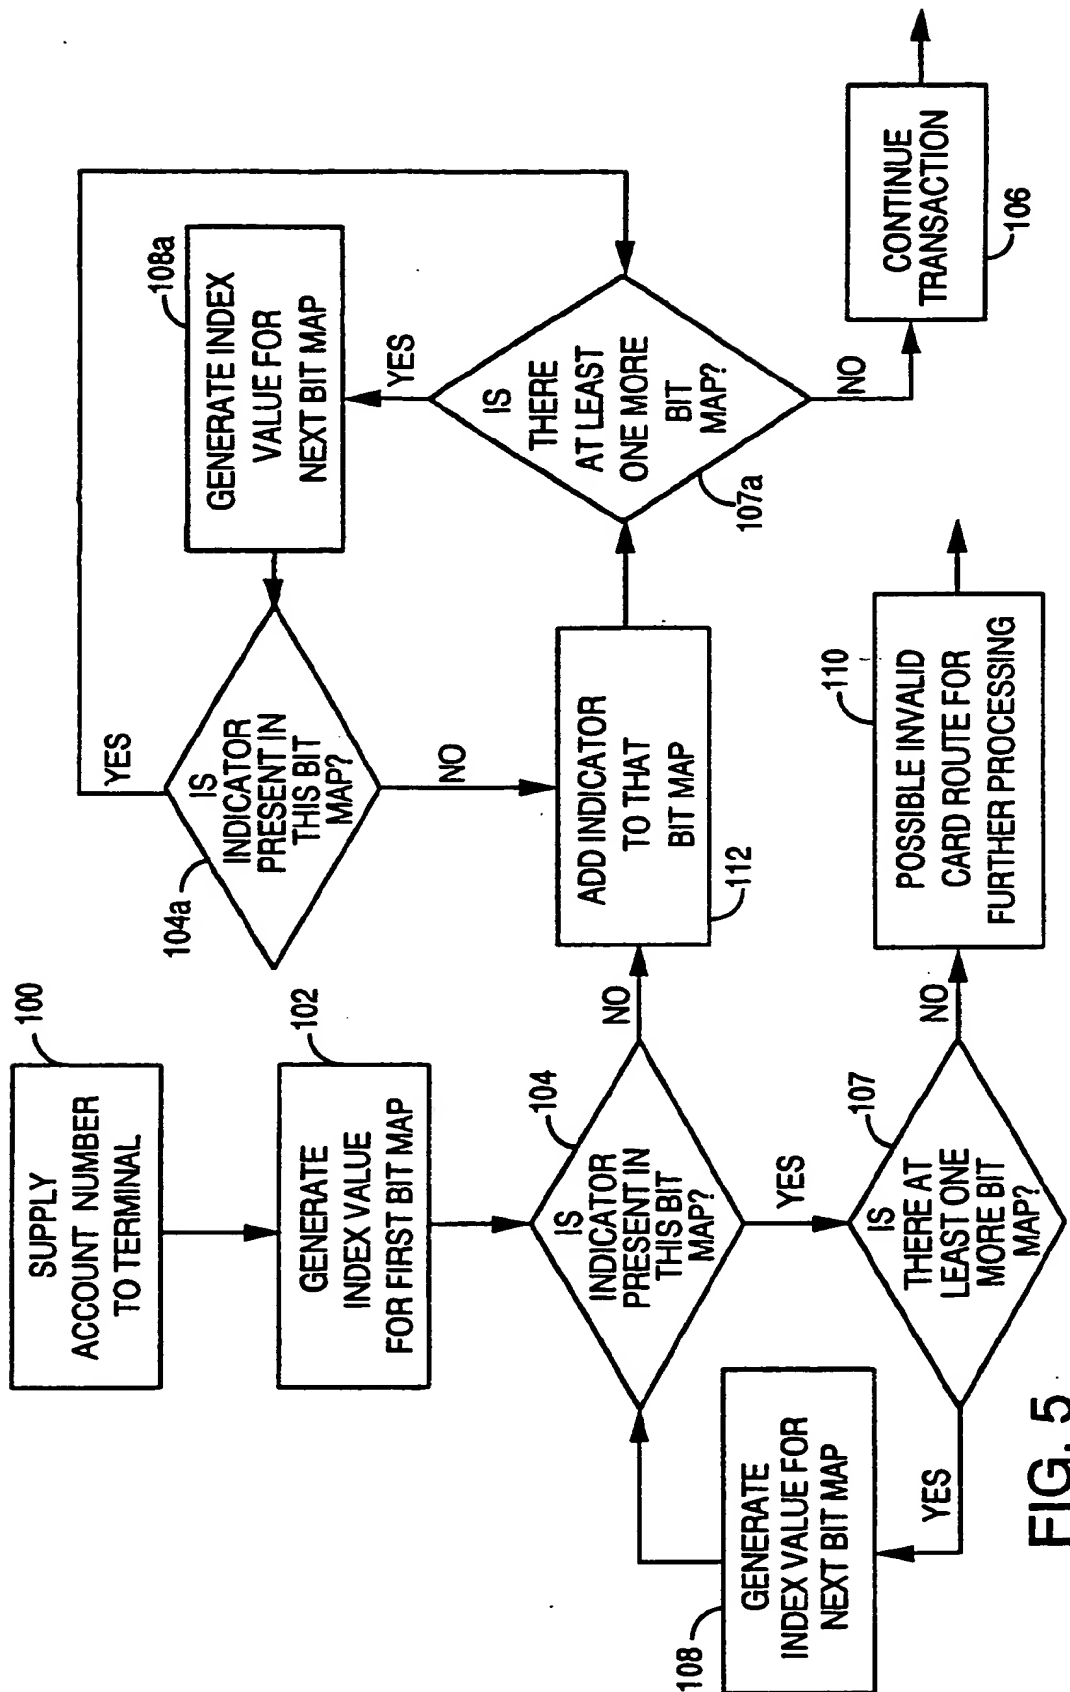 100
SUPPLY
ACCOUNT NUMBER
TO TERMINAL
102
GENERATE
INDEX VALUE
FOR FIRST BIT MAP
104
IS
INDICATOR
PRESENT IN
THIS BIT
MAP?
NO
YES
107
IS
THERE AT
LEAST ONE
MORE BIT
MAP?
NO
YES
108
GENERATE
INDEX VALUE FOR
NEXT BIT MAP
110
POSSIBLE INVALID
CARD ROUTE FOR
FURTHER PROCESSING
112
ADD INDICATOR
TO THAT
BIT MAP
104a
IS
INDICATOR
PRESENT IN
THIS BIT
MAP?
YES
NO
108a
GENERATE INDEX
VALUE FOR
NEXT BIT MAP
YES
107a
IS
THERE
AT LEAST
ONE MORE
BIT
MAP?
NO
106
CONTINUE
TRANSACTION
FIG. 5